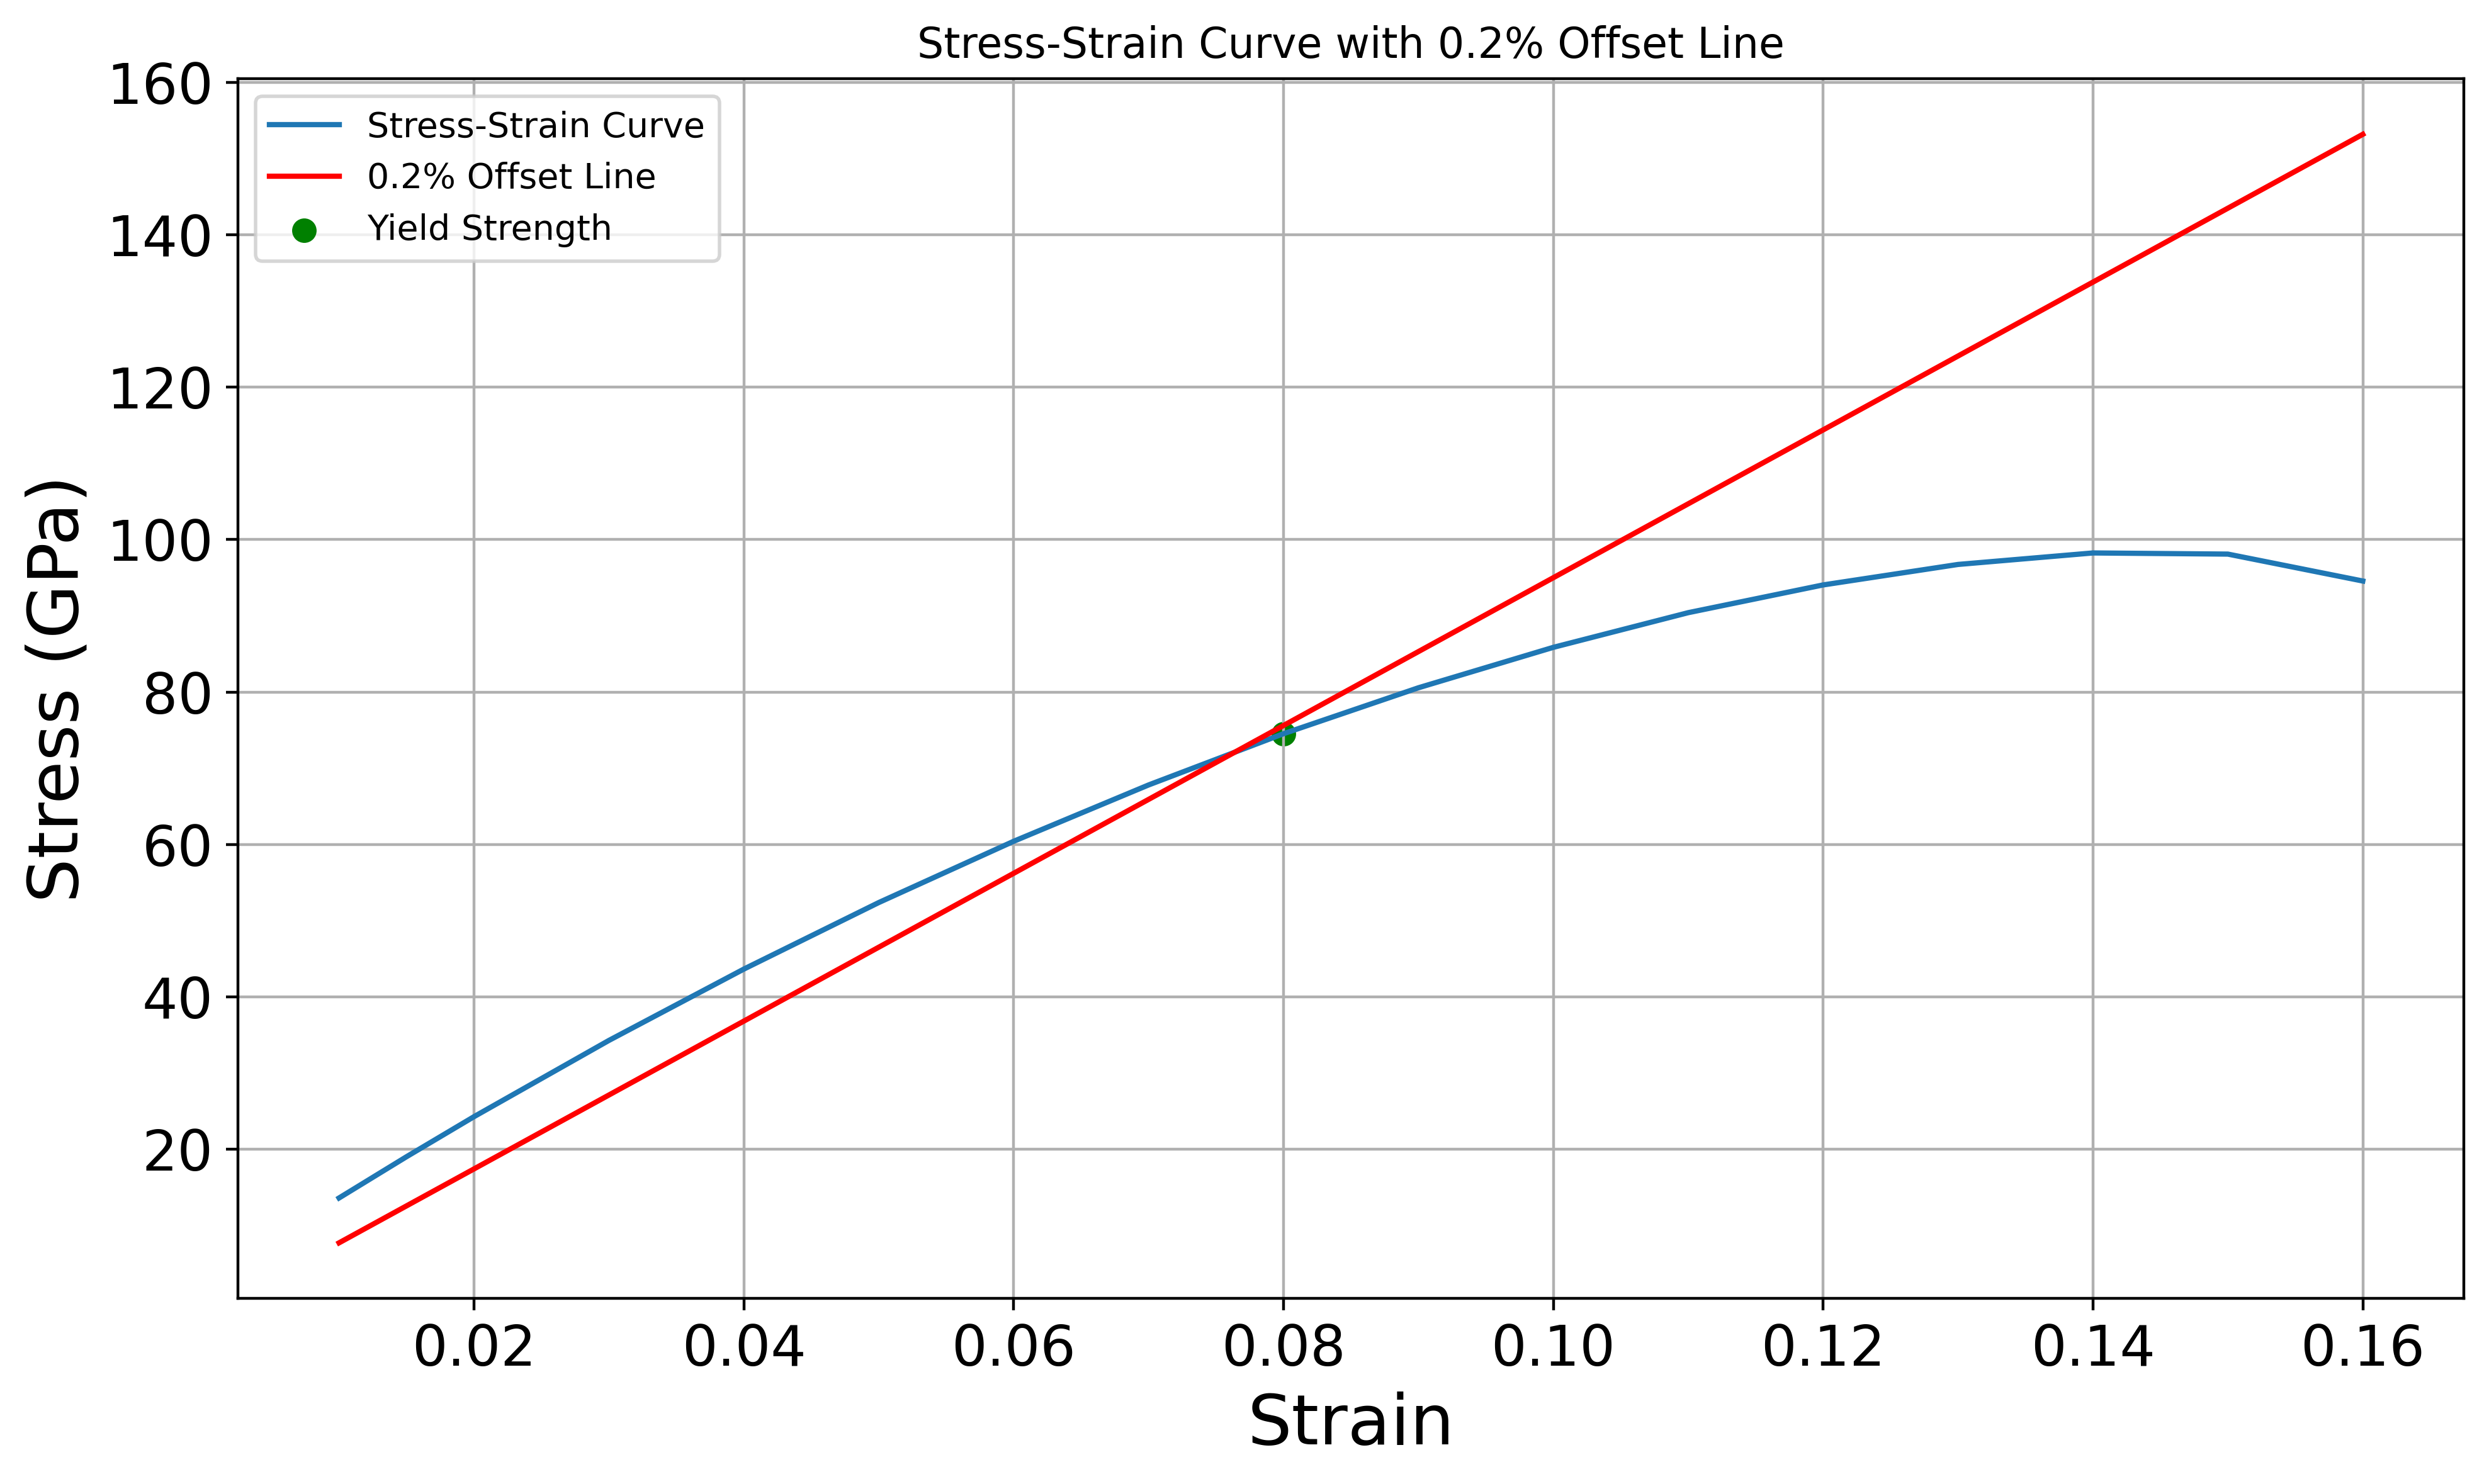 Stress-Strain Curve with 0.2% Offset Line
Stress-Strain Curve
0.2% Offset Line
Yield Strength
160
140
120
100
80
60
40
20
Stress (GPa)
0.02 0.04 0.06 0.08 0.10 0.12 0.14 0.16
Strain